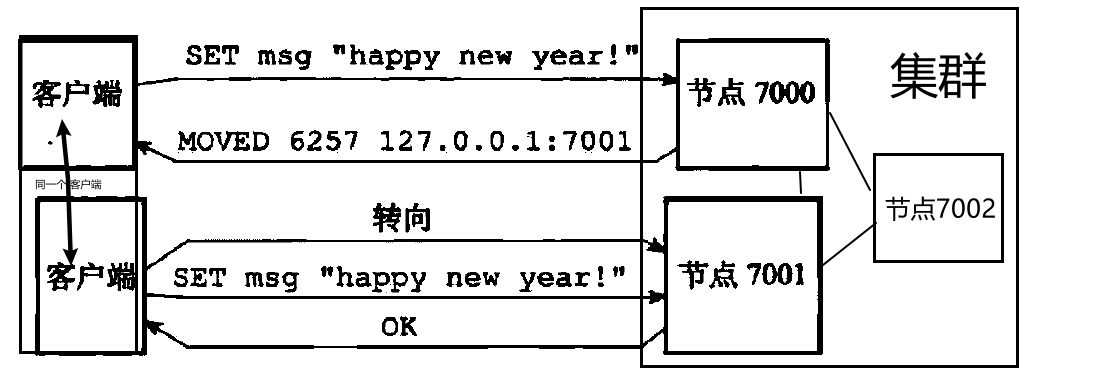 SET msg "happy new year!"
集群
客户端
节点 7000
MOVED 6257 127.0.0.1:7001
同一个客户端
节点7002
转向
客户端
SET msg "happy new year!"
节点 7001
OK